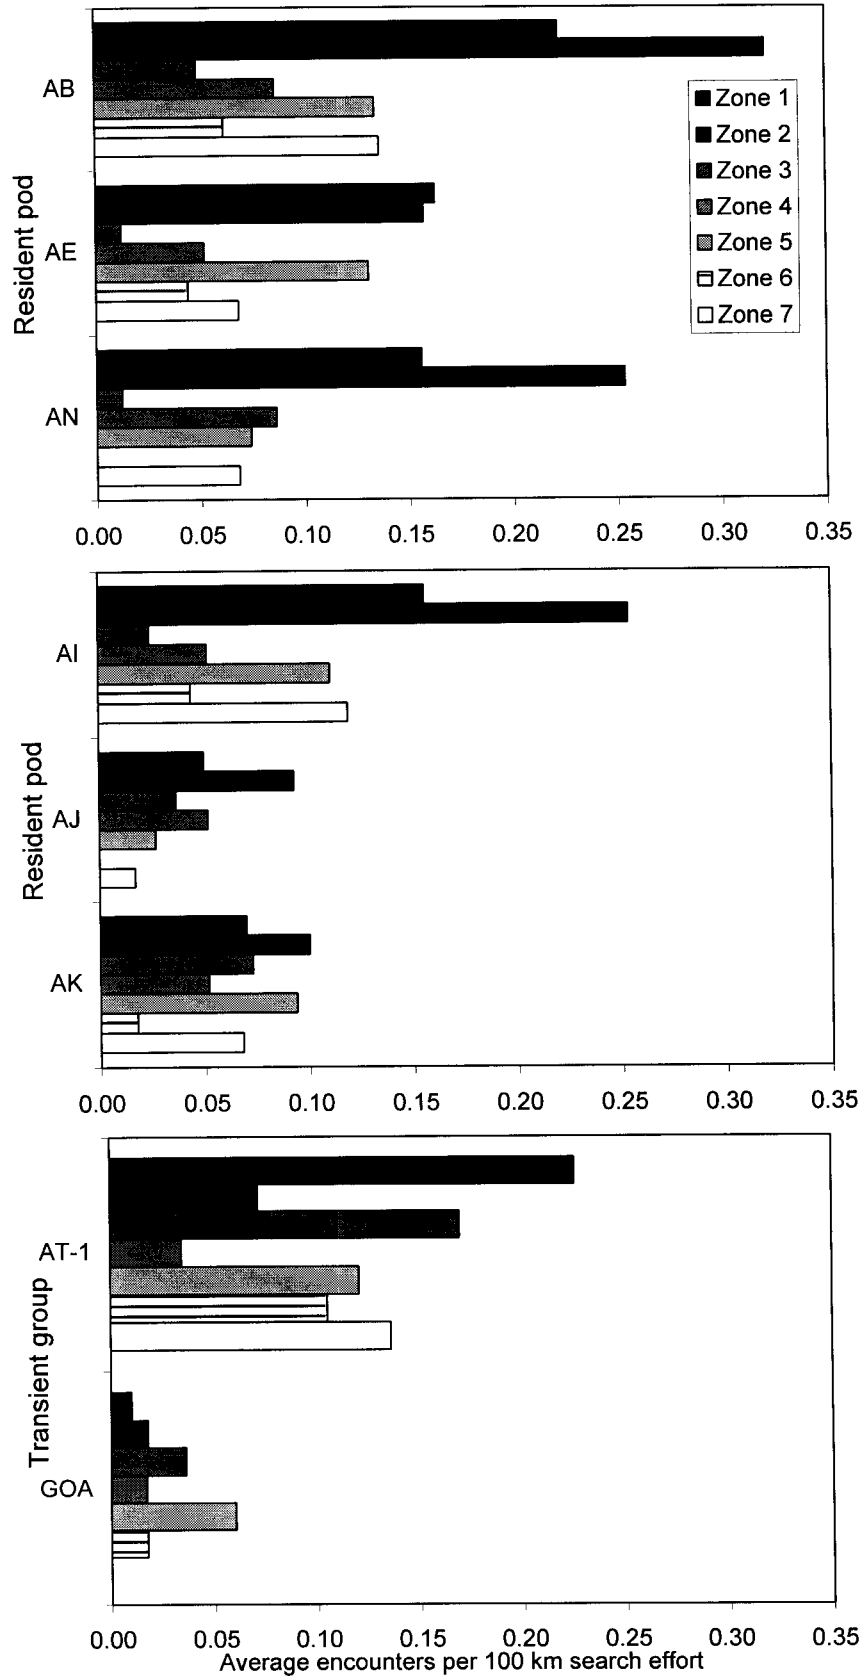 AB
AE
AN
Resident pod
Zone 1
Zone 2
Zone 3
Zone 4
Zone 5
Zone 6
Zone 7
0.00 0.05 0.10 0.15 0.20 0.25 0.30 0.35
AI
AJ
AK
Resident pod
0.00 0.05 0.10 0.15 0.20 0.25 0.30 0.35
AT-1
GOA
Transient group
0.00 0.05 0.10 0.15 0.20 0.25 0.30 0.35
Average encounters per 100 km search effort